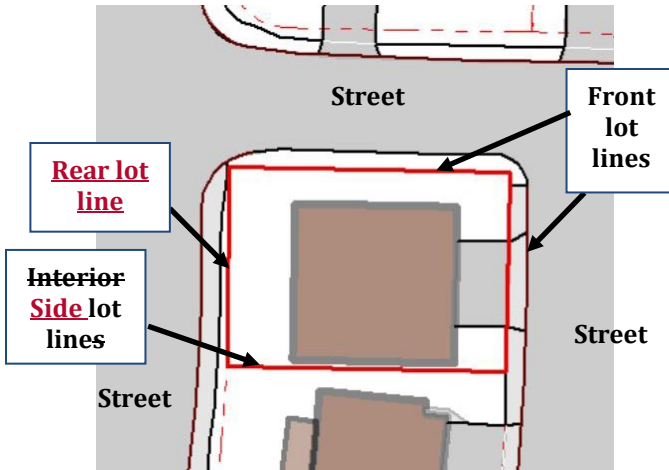 Street
Front
lot
lines
Rear lot
line
Interior
Side lot
lines
Street
Street